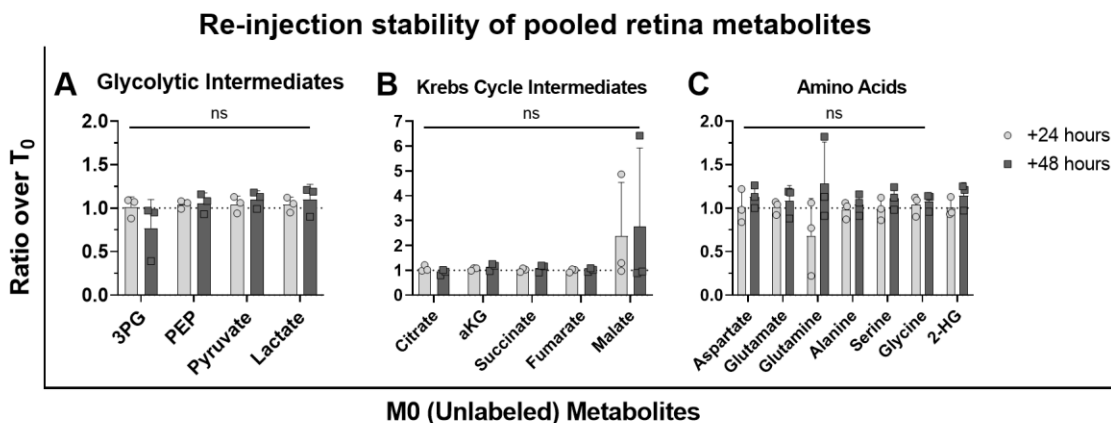 Re-injection stability of pooled retina metabolites
A Glycolytic Intermediates
ns
2.0
1.5
1.0
0.5
0.0
3PG
PEP
Pyruvate
Lactate
B Krebs Cycle Intermediates
ns
7
6
5
4
3
2
1
0
Citrate
aKG
Succinate
Fumarate
Malate
C Amino Acids
ns
2.0
1.5
1.0
0.5
0.0
Aspartate
Glutamate
Glutamine
Alanine
Serine
Glycine
2-HG
+24 hours
+48 hours
Ratio over T0
M0 (Unlabeled) Metabolites